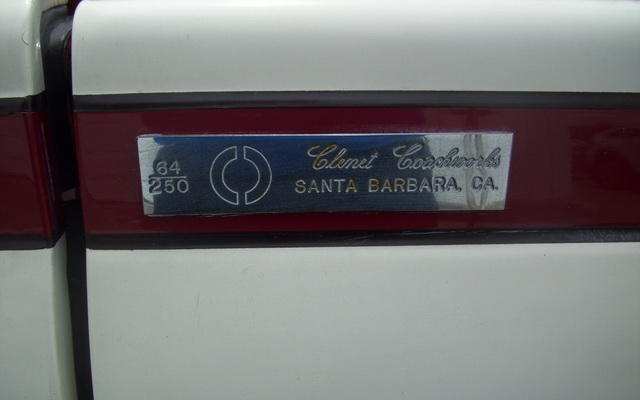 64
250
Clenet Coachworks
SANTA BARBARA, CA.